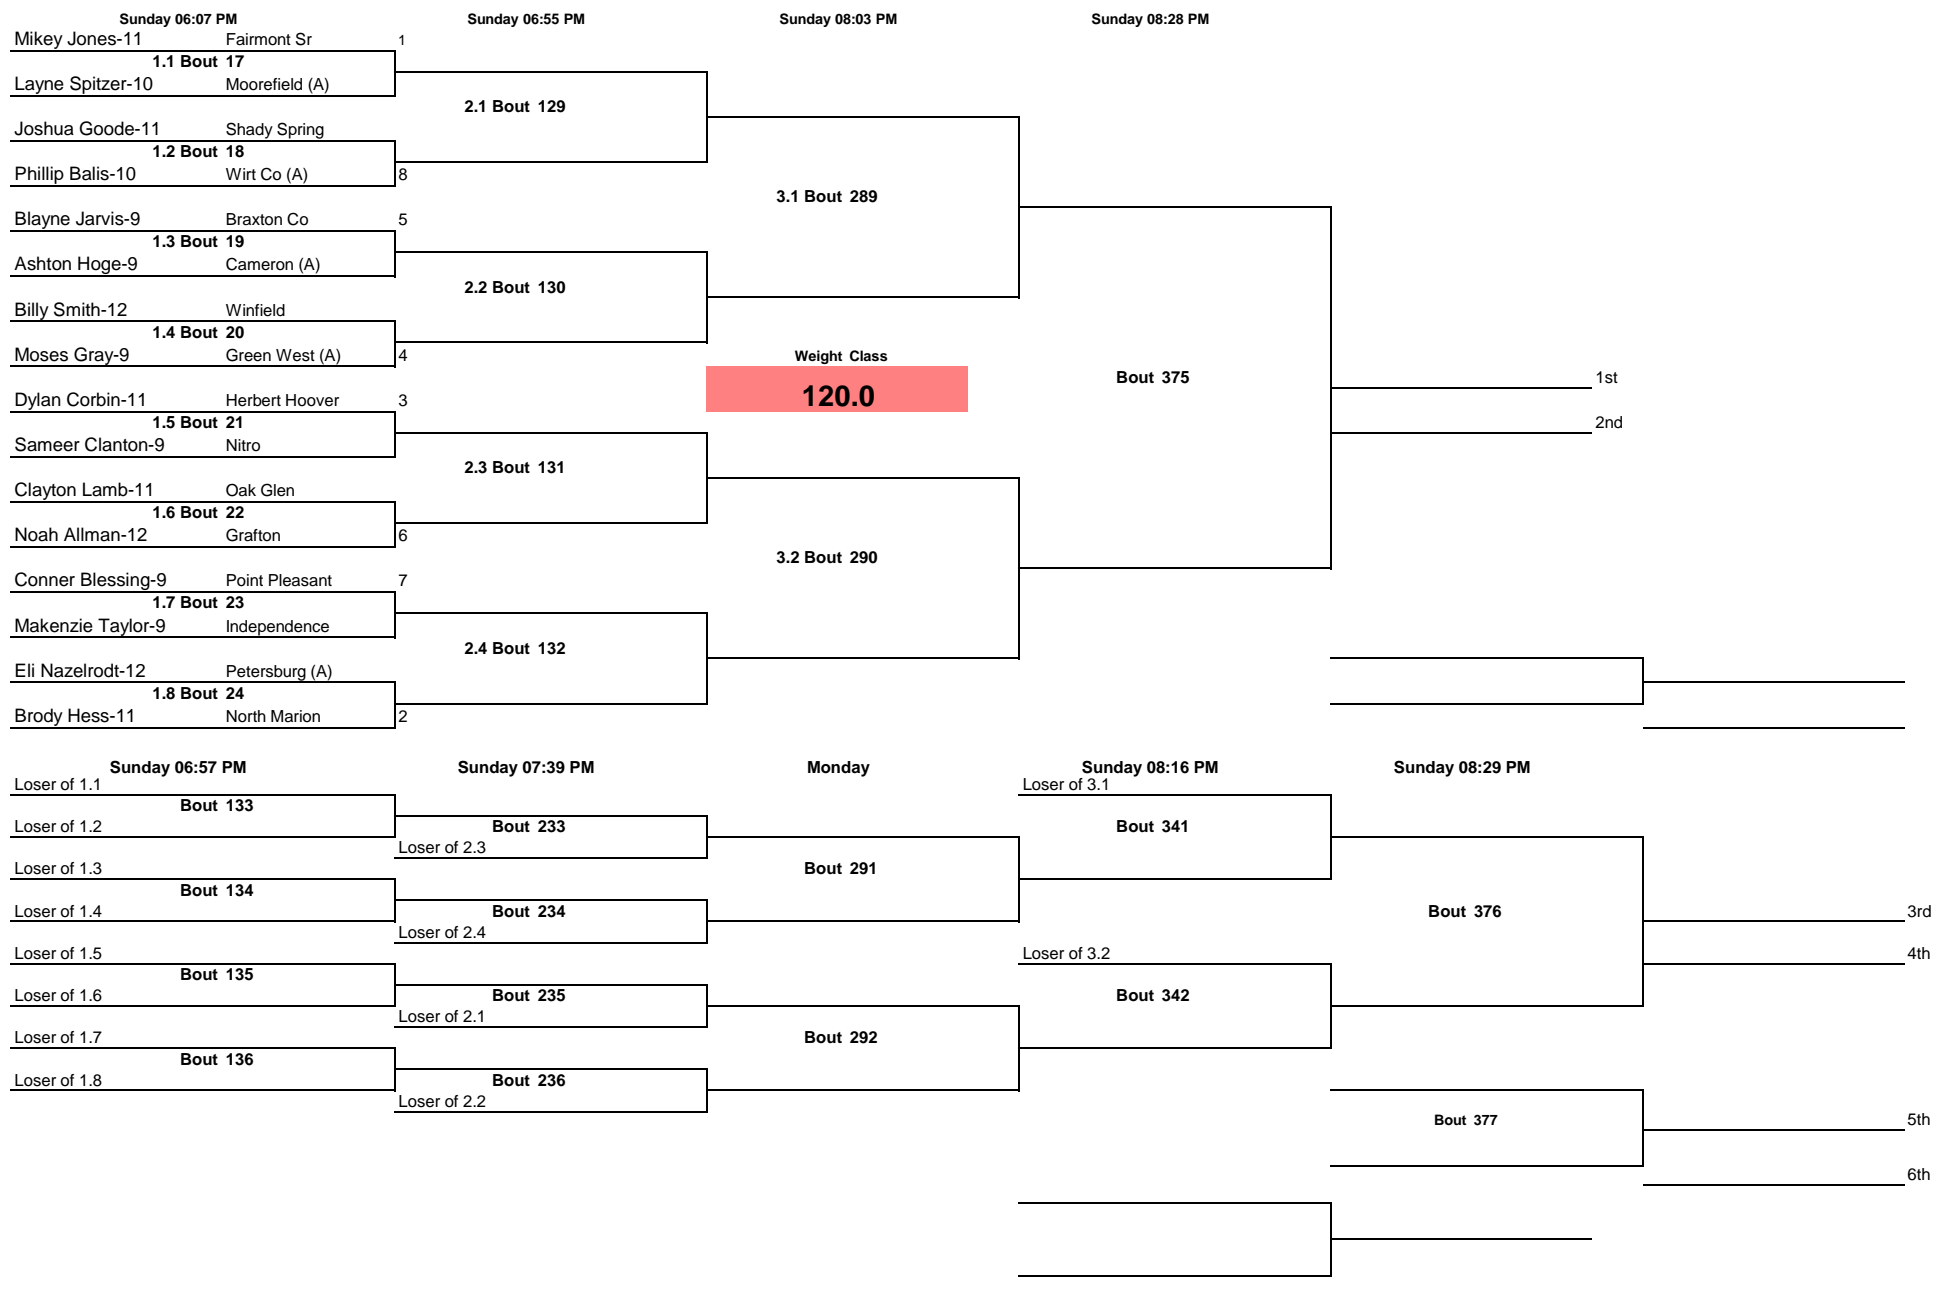 Sunday 06:07 PM Sunday 06:55 PM Sunday 08:03 PM Sunday 08:28 PM
Mikey Jones-11 Fairmont Sr 1
1.1 Bout 17
Layne Spitzer-10 Moorefield (A)
2.1 Bout 129
Joshua Goode-11 Shady Spring
1.2 Bout 18
Phillip Balis-10 Wirt Co (A) 8
3.1 Bout 289
Blayne Jarvis-9 Braxton Co 5
1.3 Bout 19
Ashton Hoge-9 Cameron (A)
2.2 Bout 130
Billy Smith-12 Winfield
1.4 Bout 20
Moses Gray-9 Green West (A) 4
Weight Class
Bout 375
1st
120.0
Dylan Corbin-11 Herbert Hoover 3
1.5 Bout 21
2nd
Sameer Clanton-9 Nitro
2.3 Bout 131
Clayton Lamb-11 Oak Glen
1.6 Bout 22
Noah Allman-12 Grafton 6
3.2 Bout 290
Conner Blessing-9 Point Pleasant 7
1.7 Bout 23
Makenzie Taylor-9 Independence
2.4 Bout 132
Eli Nazelrodt-12 Petersburg (A)
1.8 Bout 24
Brody Hess-11 North Marion 2
Sunday 06:57 PM Sunday 07:39 PM Monday Sunday 08:16 PM Sunday 08:29 PM
Loser of 1.1 Loser of 3.1
Bout 133
Loser of 1.2 Bout 233 Bout 341
Loser of 2.3
Loser of 1.3 Bout 291
Bout 134
Loser of 1.4 Bout 234 Bout 376 3rd
Loser of 2.4
Loser of 1.5 Loser of 3.2 4th
Bout 135
Loser of 1.6 Bout 235 Bout 342
Loser of 2.1
Loser of 1.7 Bout 292
Bout 136
Loser of 1.8 Bout 236
Loser of 2.2
Bout 377 5th
6th